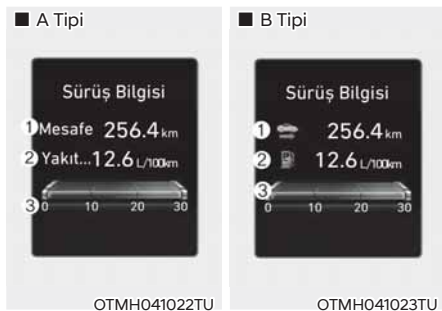 ■ A Tipi
Sürüş Bilgisi
1 Mesafe 256.4 km
2 Yakıt... 12.6 L/100km
3 0 10 20 30
OTMH041022TU
■ B Tipi
Sürüş Bilgisi
1 256.4 km
2 12.6 L/100km
3
0 10 20 30
OTMH041023TU